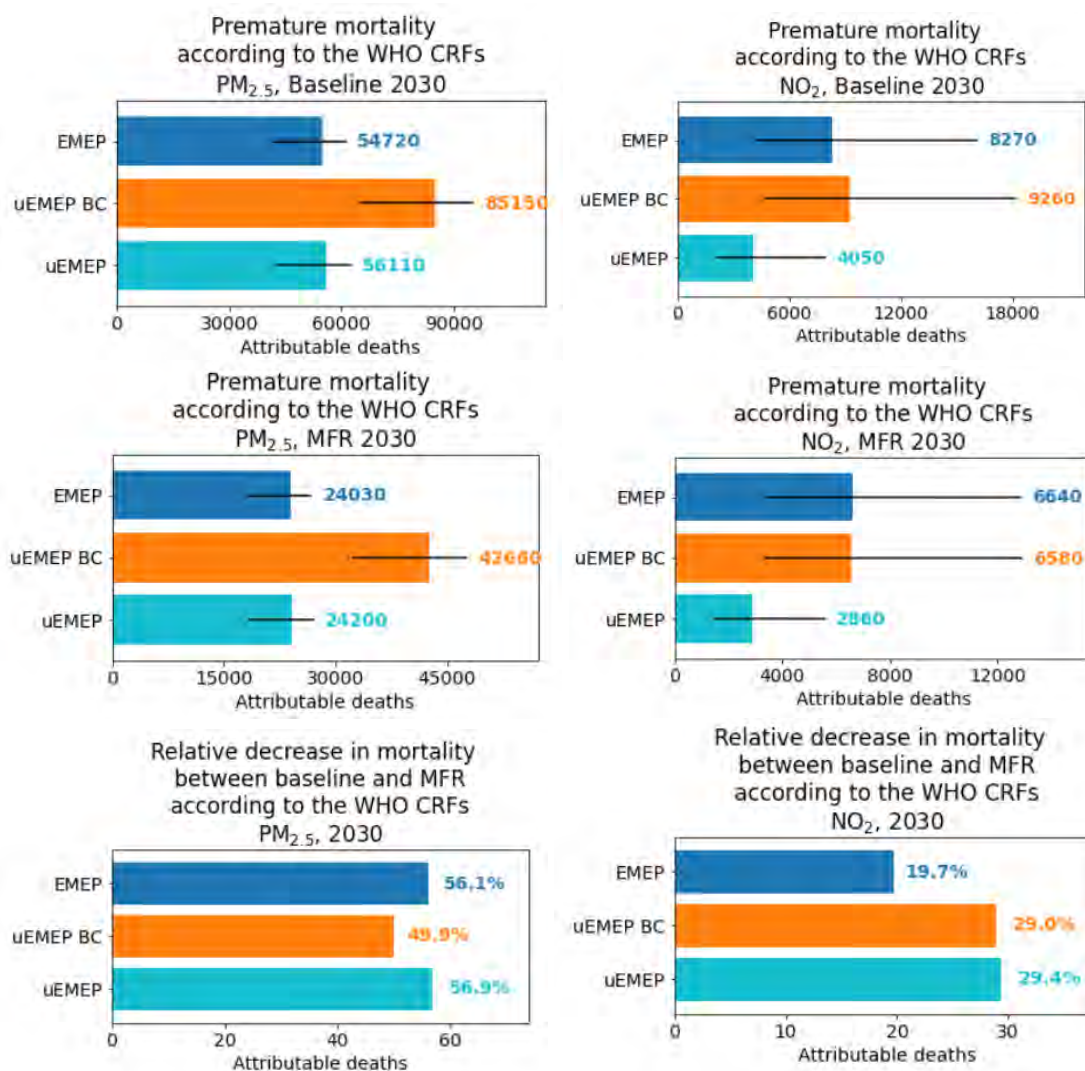 Premature mortality
according to the WHO CRFs
PM₂.₅, Baseline 2030
EMEP
54720
uEMEP BC
85150
uEMEP
56110
0 30000 60000 90000
Attributable deaths
Premature mortality
according to the WHO CRFs
NO₂, Baseline 2030
EMEP
8270
uEMEP BC
9260
uEMEP
4050
0 6000 12000 18000
Attributable deaths
Premature mortality
according to the WHO CRFs
PM₂.₅, MFR 2030
EMEP
24030
uEMEP BC
42660
uEMEP
24200
0 15000 30000 45000
Attributable deaths
Premature mortality
according to the WHO CRFs
NO₂, MFR 2030
EMEP
6640
uEMEP BC
6580
uEMEP
2860
0 4000 8000 12000
Attributable deaths
Relative decrease in mortality
between baseline and MFR
according to the WHO CRFs
PM₂.₅, 2030
EMEP
56.1%
uEMEP BC
49.9%
uEMEP
56.9%
0 20 40 60
Attributable deaths
Relative decrease in mortality
between baseline and MFR
according to the WHO CRFs
NO₂, 2030
EMEP
19.7%
uEMEP BC
29.0%
uEMEP
29.4%
0 10 20 30
Attributable deaths